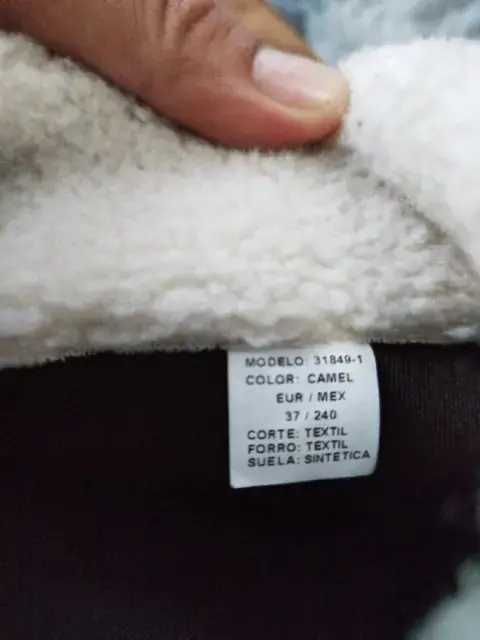 MODELO: 31849-1
COLOR: CAMEL
EUR / MEX
37 / 240
CORTE: TEXTIL
FORRO: TEXTIL
SUELA: SINTETICA